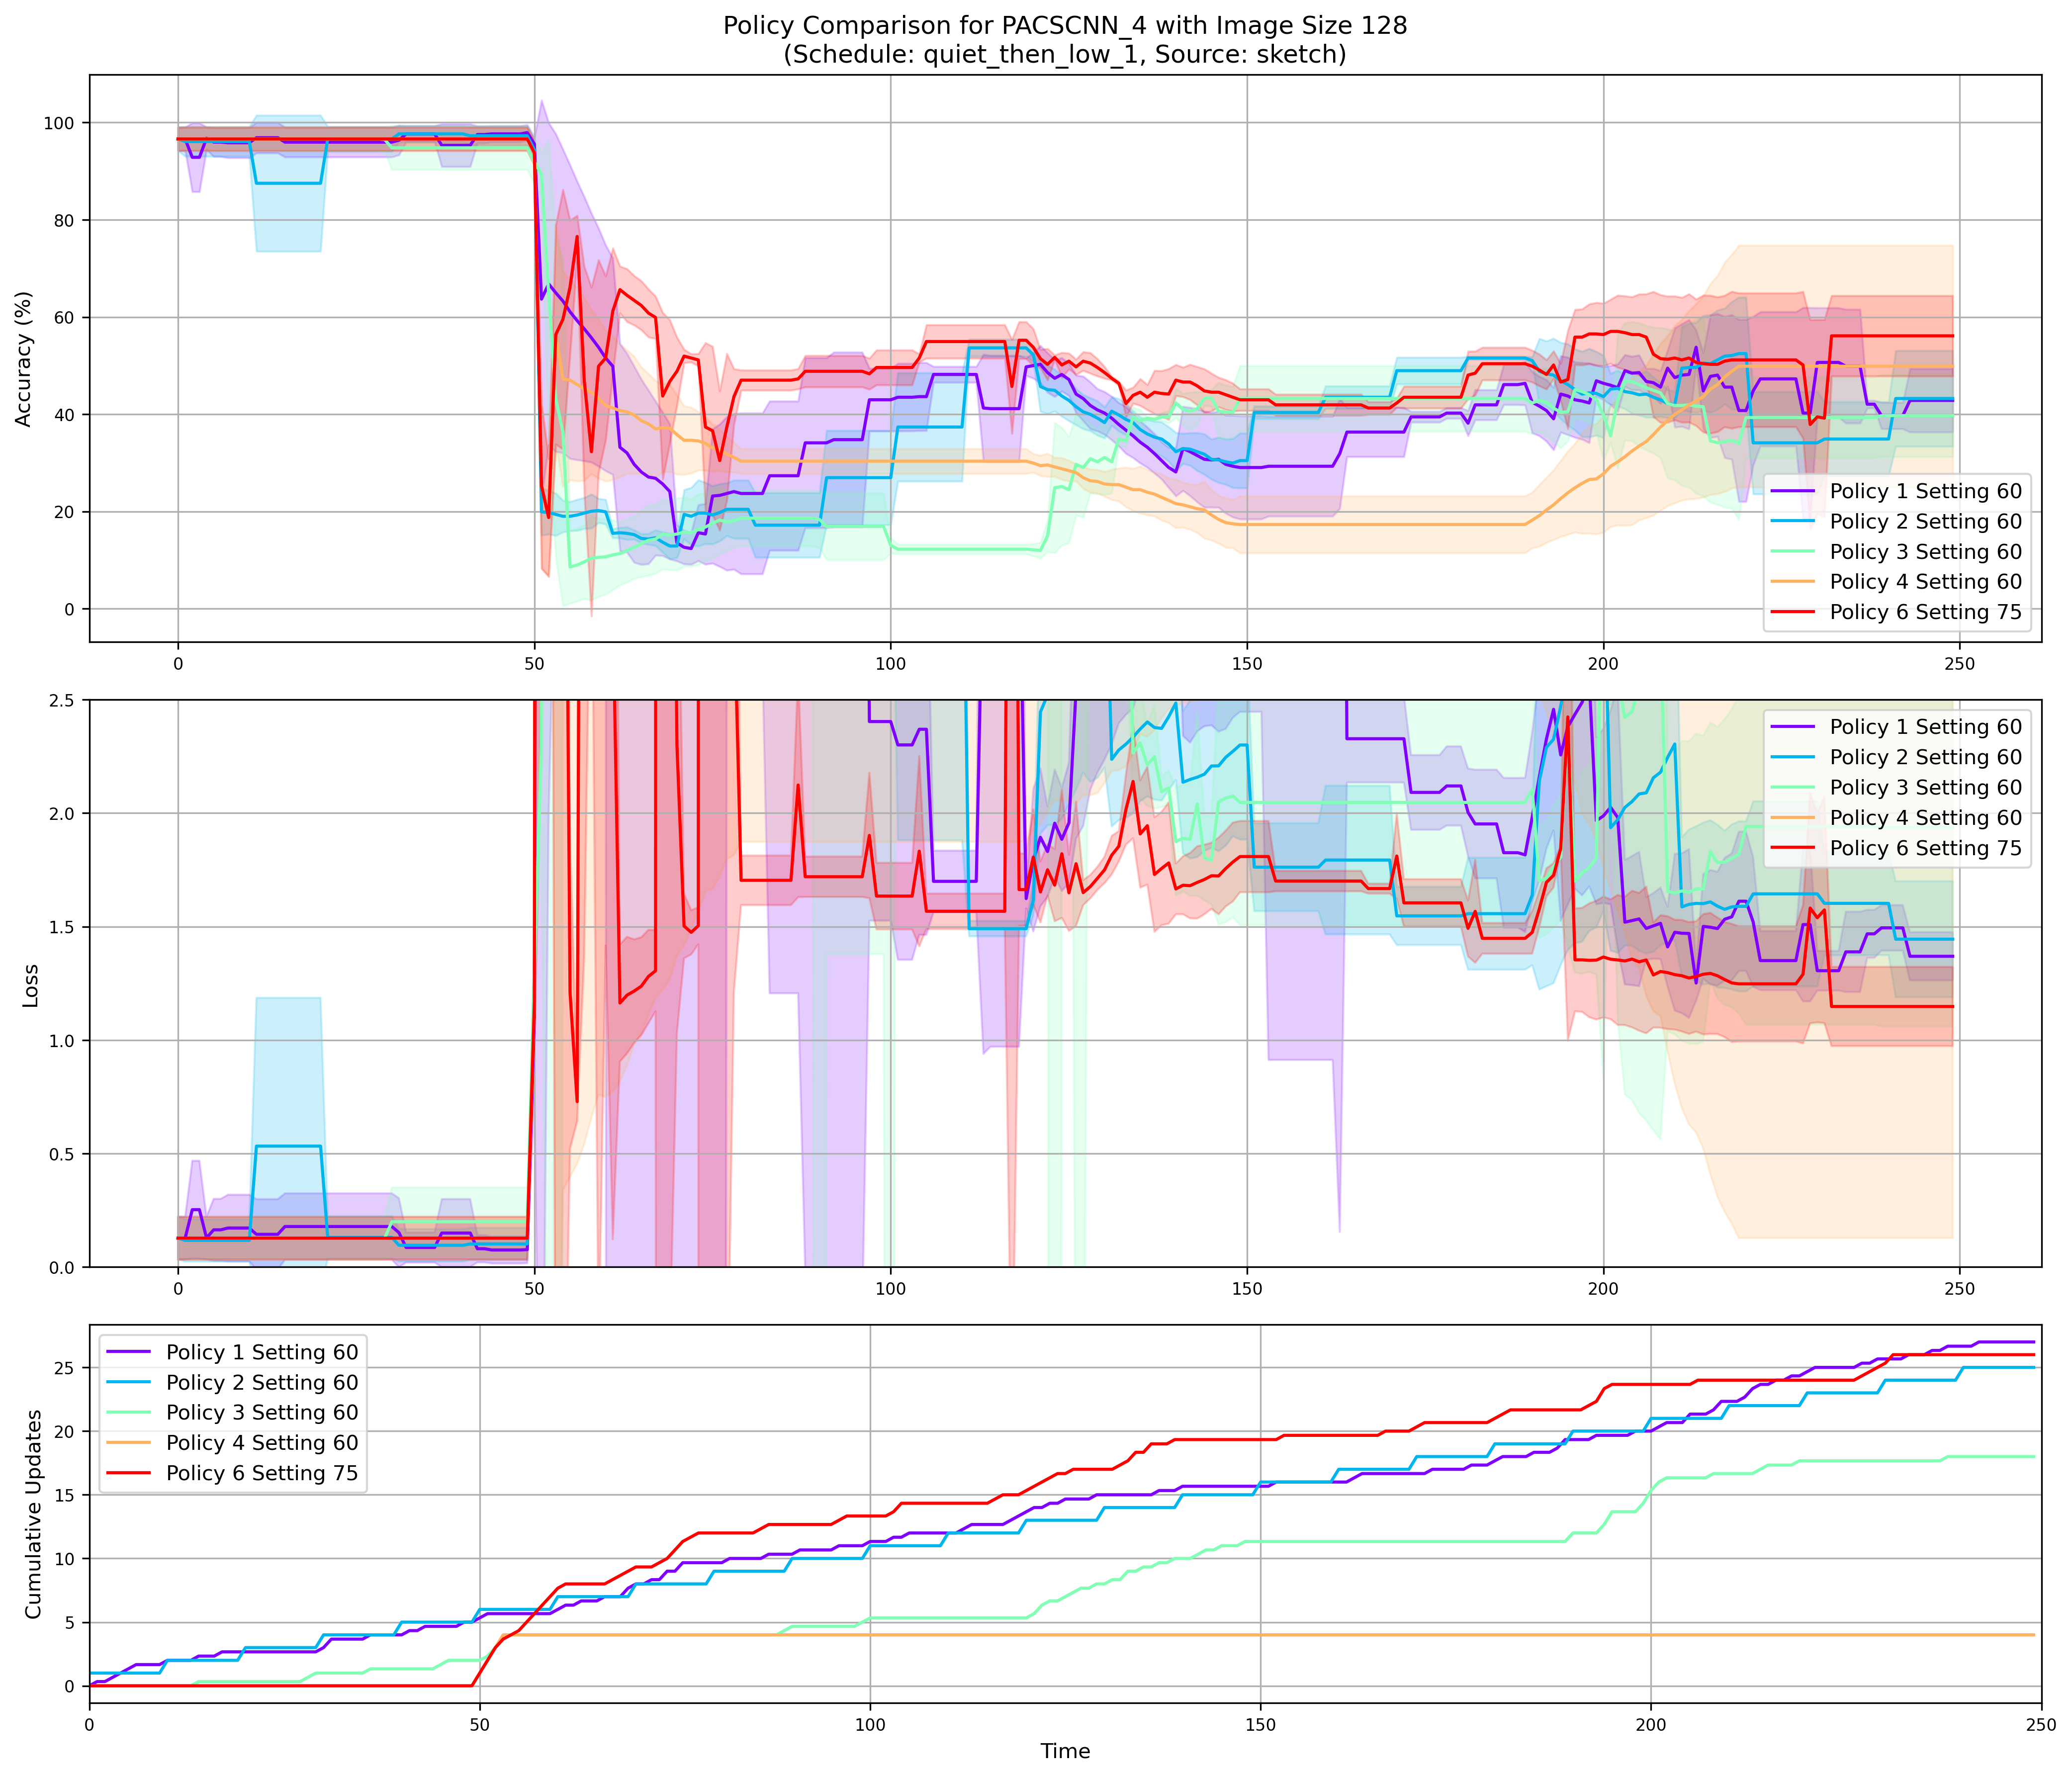 Policy Comparison for PACSCNN_4 with Image Size 128
(Schedule: quiet_then_low_1, Source: sketch)
Accuracy (%)
100
80
60
40
20
0
Policy 1 Setting 60
Policy 2 Setting 60
Policy 3 Setting 60
Policy 4 Setting 60
Policy 6 Setting 75
0 50 100 150 200 250
Loss
2.5
2.0
1.5
1.0
0.5
0.0
Policy 1 Setting 60
Policy 2 Setting 60
Policy 3 Setting 60
Policy 4 Setting 60
Policy 6 Setting 75
0 50 100 150 200 250
Cumulative Updates
25
20
15
10
5
0
Policy 1 Setting 60
Policy 2 Setting 60
Policy 3 Setting 60
Policy 4 Setting 60
Policy 6 Setting 75
0 50 100 150 200 250
Time